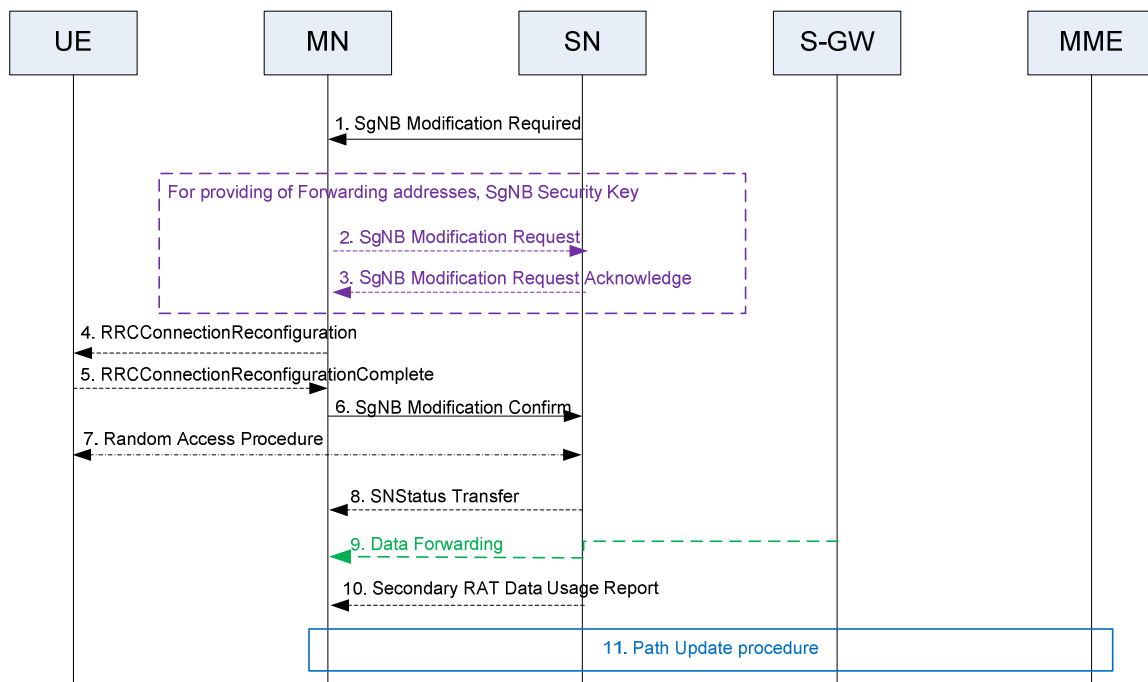 UE
MN
SN
S-GW
MME
1. SgNB Modification Required
For providing of Forwarding addresses, SgNB Security Key
2. SgNB Modification Request
3. SgNB Modification Request Acknowledge
4. RRCConnectionReconfiguration
5. RRCConnectionReconfigurationComplete
6. SgNB Modification Confirm
7. Random Access Procedure
8. SNStatus Transfer
9. Data Forwarding
10. Secondary RAT Data Usage Report
11. Path Update procedure